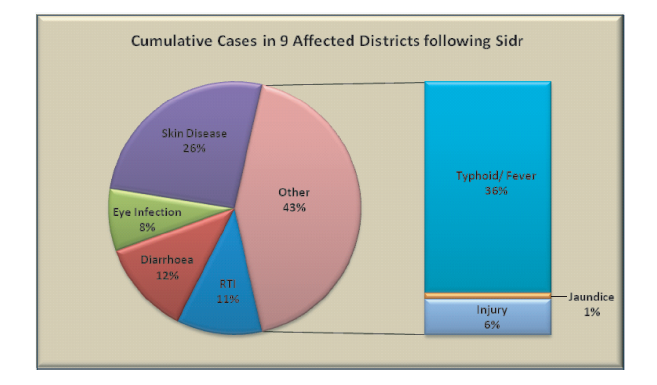 Cumulative Cases in 9 Affected Districts following Sidr
Skin Disease
26%
Eye Infection
8%
Diarrhoea
12%
RTI
11%
Other
43%
Typhoid/ Fever
36%
Jaundice
1%
Injury
6%